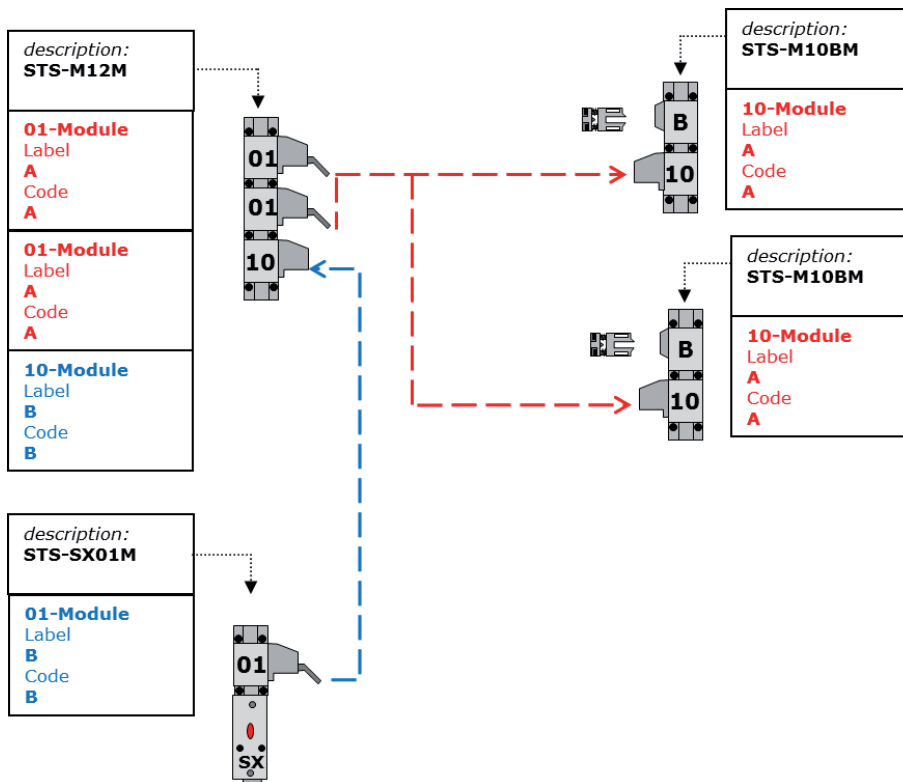 description:
STS-M12M
01-Module
Label
A
Code
A
01-Module
Label
A
Code
A
10-Module
Label
B
Code
B
01
01
10
description:
STS-M10BM
10-Module
Label
A
Code
A
B
10
description:
STS-M10BM
10-Module
Label
A
Code
A
B
10
description:
STS-SX01M
01-Module
Label
B
Code
B
01
SX